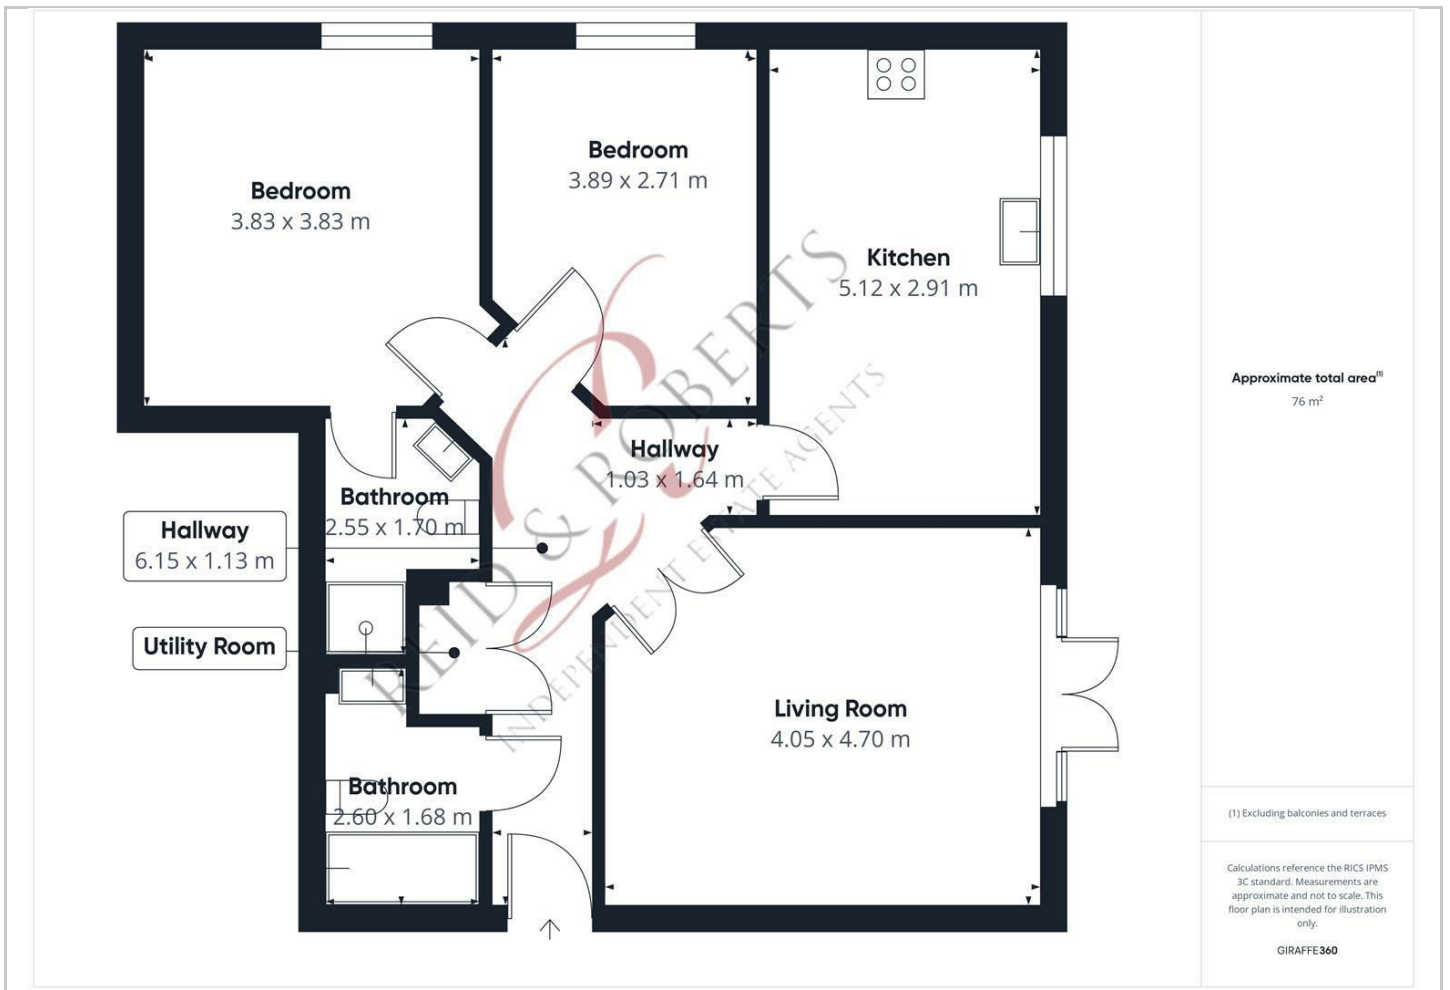 Bedroom
3.83 x 3.83 m
Bedroom
3.89 x 2.71 m
Kitchen
5.12 x 2.91 m
Hallway
1.03 x 1.64 m
Bathroom
2.55 x 1.70 m
Hallway
6.15 x 1.13 m
Utility Room
Living Room
4.05 x 4.70 m
Bathroom
2.60 x 1.68 m
REID & ROBERTS
INDEPENDENT ESTATE AGENTS
Approximate total area(1)
76 m²
(1) Excluding balconies and terraces
Calculations reference the RICS IPMS
3C standard. Measurements are
approximate and not to scale. This
floor plan is intended for illustration
only.
GIRAFFE360